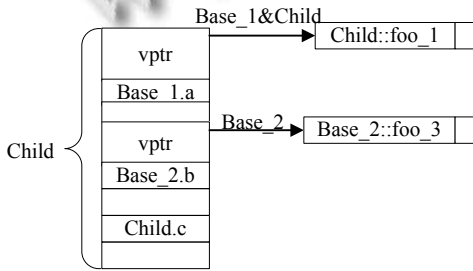 Base_1&Child
Child::foo_1
vptr
Base_1.a
Base_2
Base_2::foo_3
vptr
Child
Base_2.b
Child.c